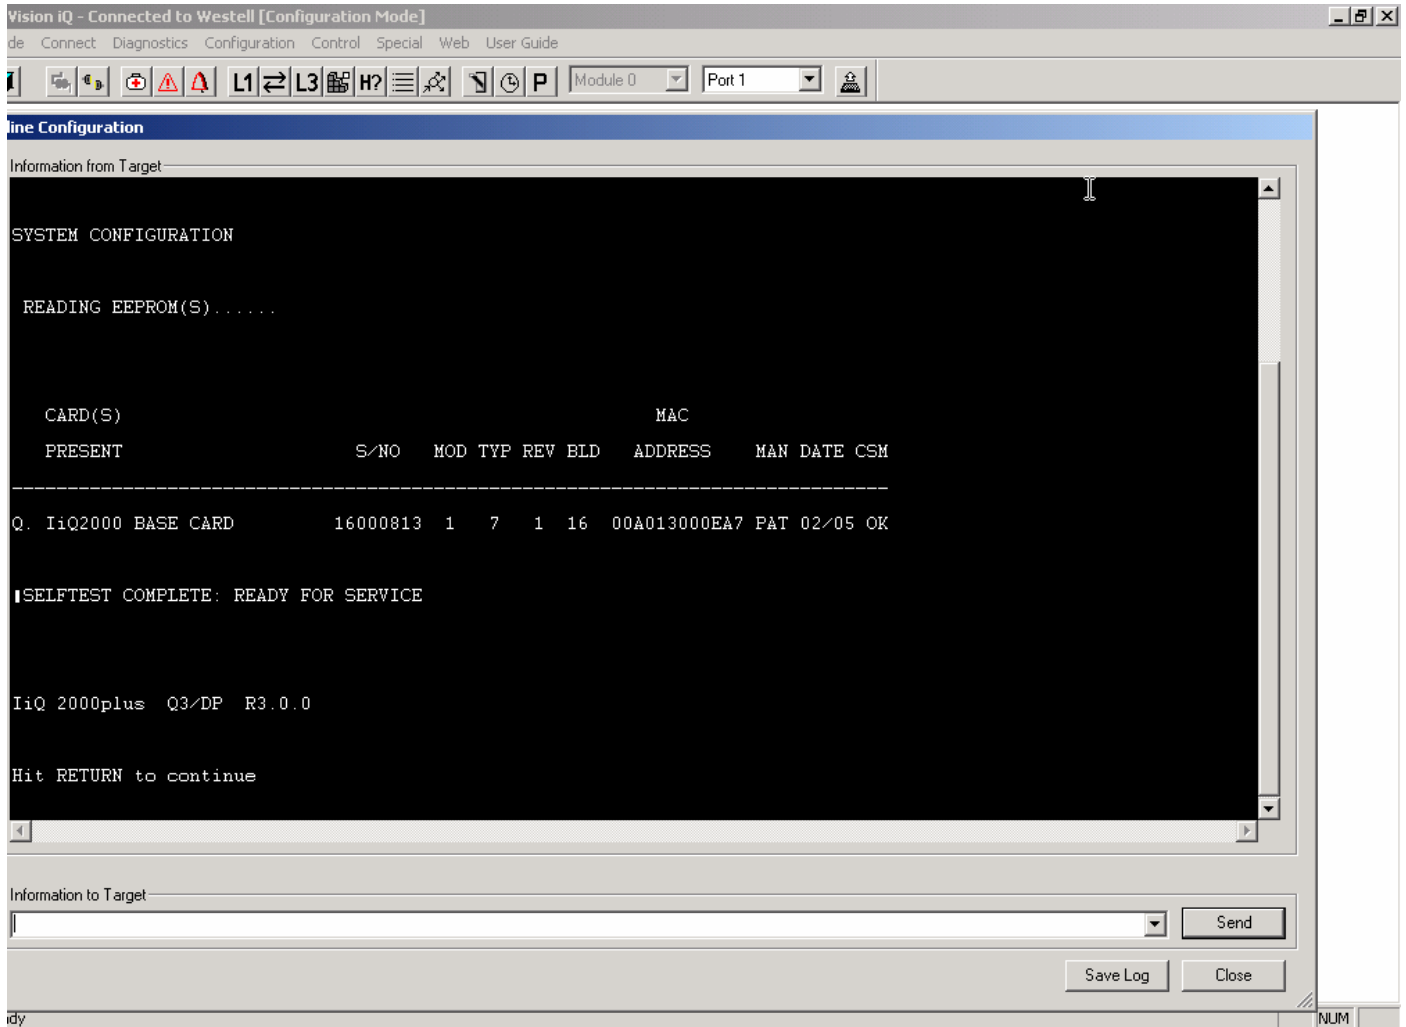 Vision iQ - Connected to Westell [Configuration Mode]
de Connect Diagnostics Configuration Control Special Web User Guide
L1 L3 H? P Module 0 Port 1
line Configuration
Information from Target
SYSTEM CONFIGURATION
READING EEPROM(S)......
CARD(S) MAC
PRESENT S/NO MOD TYP REV BLD ADDRESS MAN DATE CSM
--------------------------------------------------------------------------------
Q. IiQ2000 BASE CARD 16000813 1 7 1 16 00A013000EA7 PAT 02/05 OK
SELFTEST COMPLETE: READY FOR SERVICE
IiQ 2000plus Q3/DP R3.0.0
Hit RETURN to continue
Information to Target
Send
Save Log Close
dy NUM